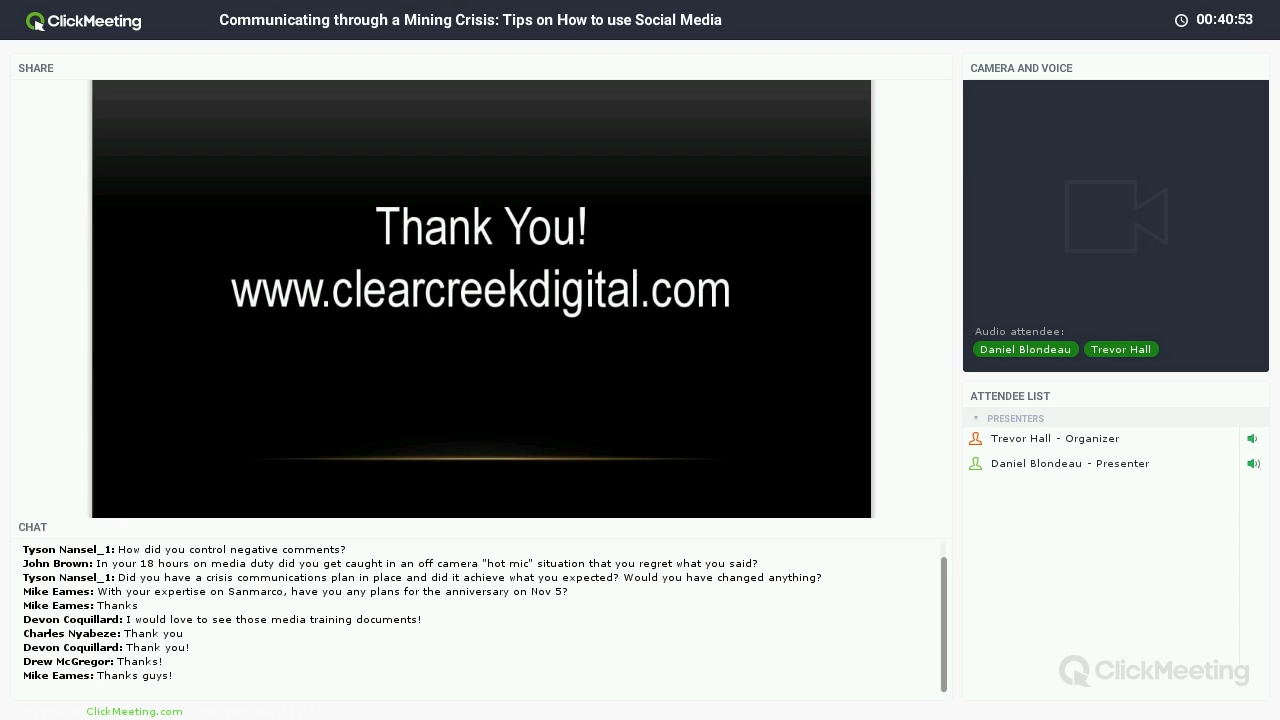 ClickMeeting
Communicating through a Mining Crisis: Tips on How to use Social Media
00:40:53
SHARE
Thank You!
www.clearcreekdigital.com
CAMERA AND VOICE
Audio attendee:
Daniel Blondeau
Trevor Hall
ATTENDEE LIST
PRESENTERS
Trevor Hall - Organizer
Daniel Blondeau - Presenter
CHAT
Tyson Nansel_1: How did you control negative comments?
John Brown: In your 18 hours on media duty did you get caught in an off camera "hot mic" situation that you regret what you said?
Tyson Nansel_1: Did you have a crisis communications plan in place and did it achieve what you expected? Would you have changed anything?
Mike Eames: With your expertise on Sanmarco, have you any plans for the anniversary on Nov 5?
Mike Eames: Thanks
Devon Coquillard: I would love to see those media training documents!
Charles Nyabeze: Thank you
Devon Coquillard: Thank you!
Drew McGregor: Thanks!
Mike Eames: Thanks guys!
ClickMeeting
ClickMeeting.com